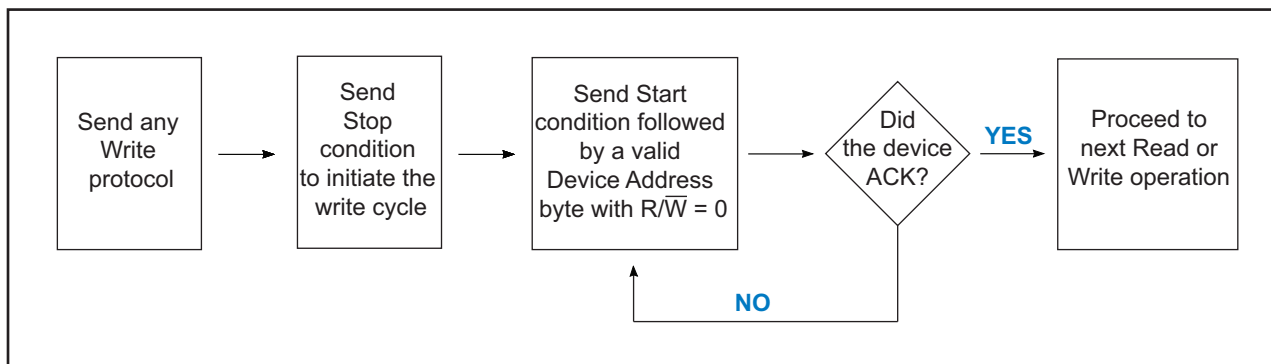 Send any
Write
protocol
Send
Stop
condition
to initiate the
write cycle
Send Start
condition followed
by a valid
Device Address
byte with R/W̅ = 0
Did
the device
ACK?
YES
NO
Proceed to
next Read or
Write operation